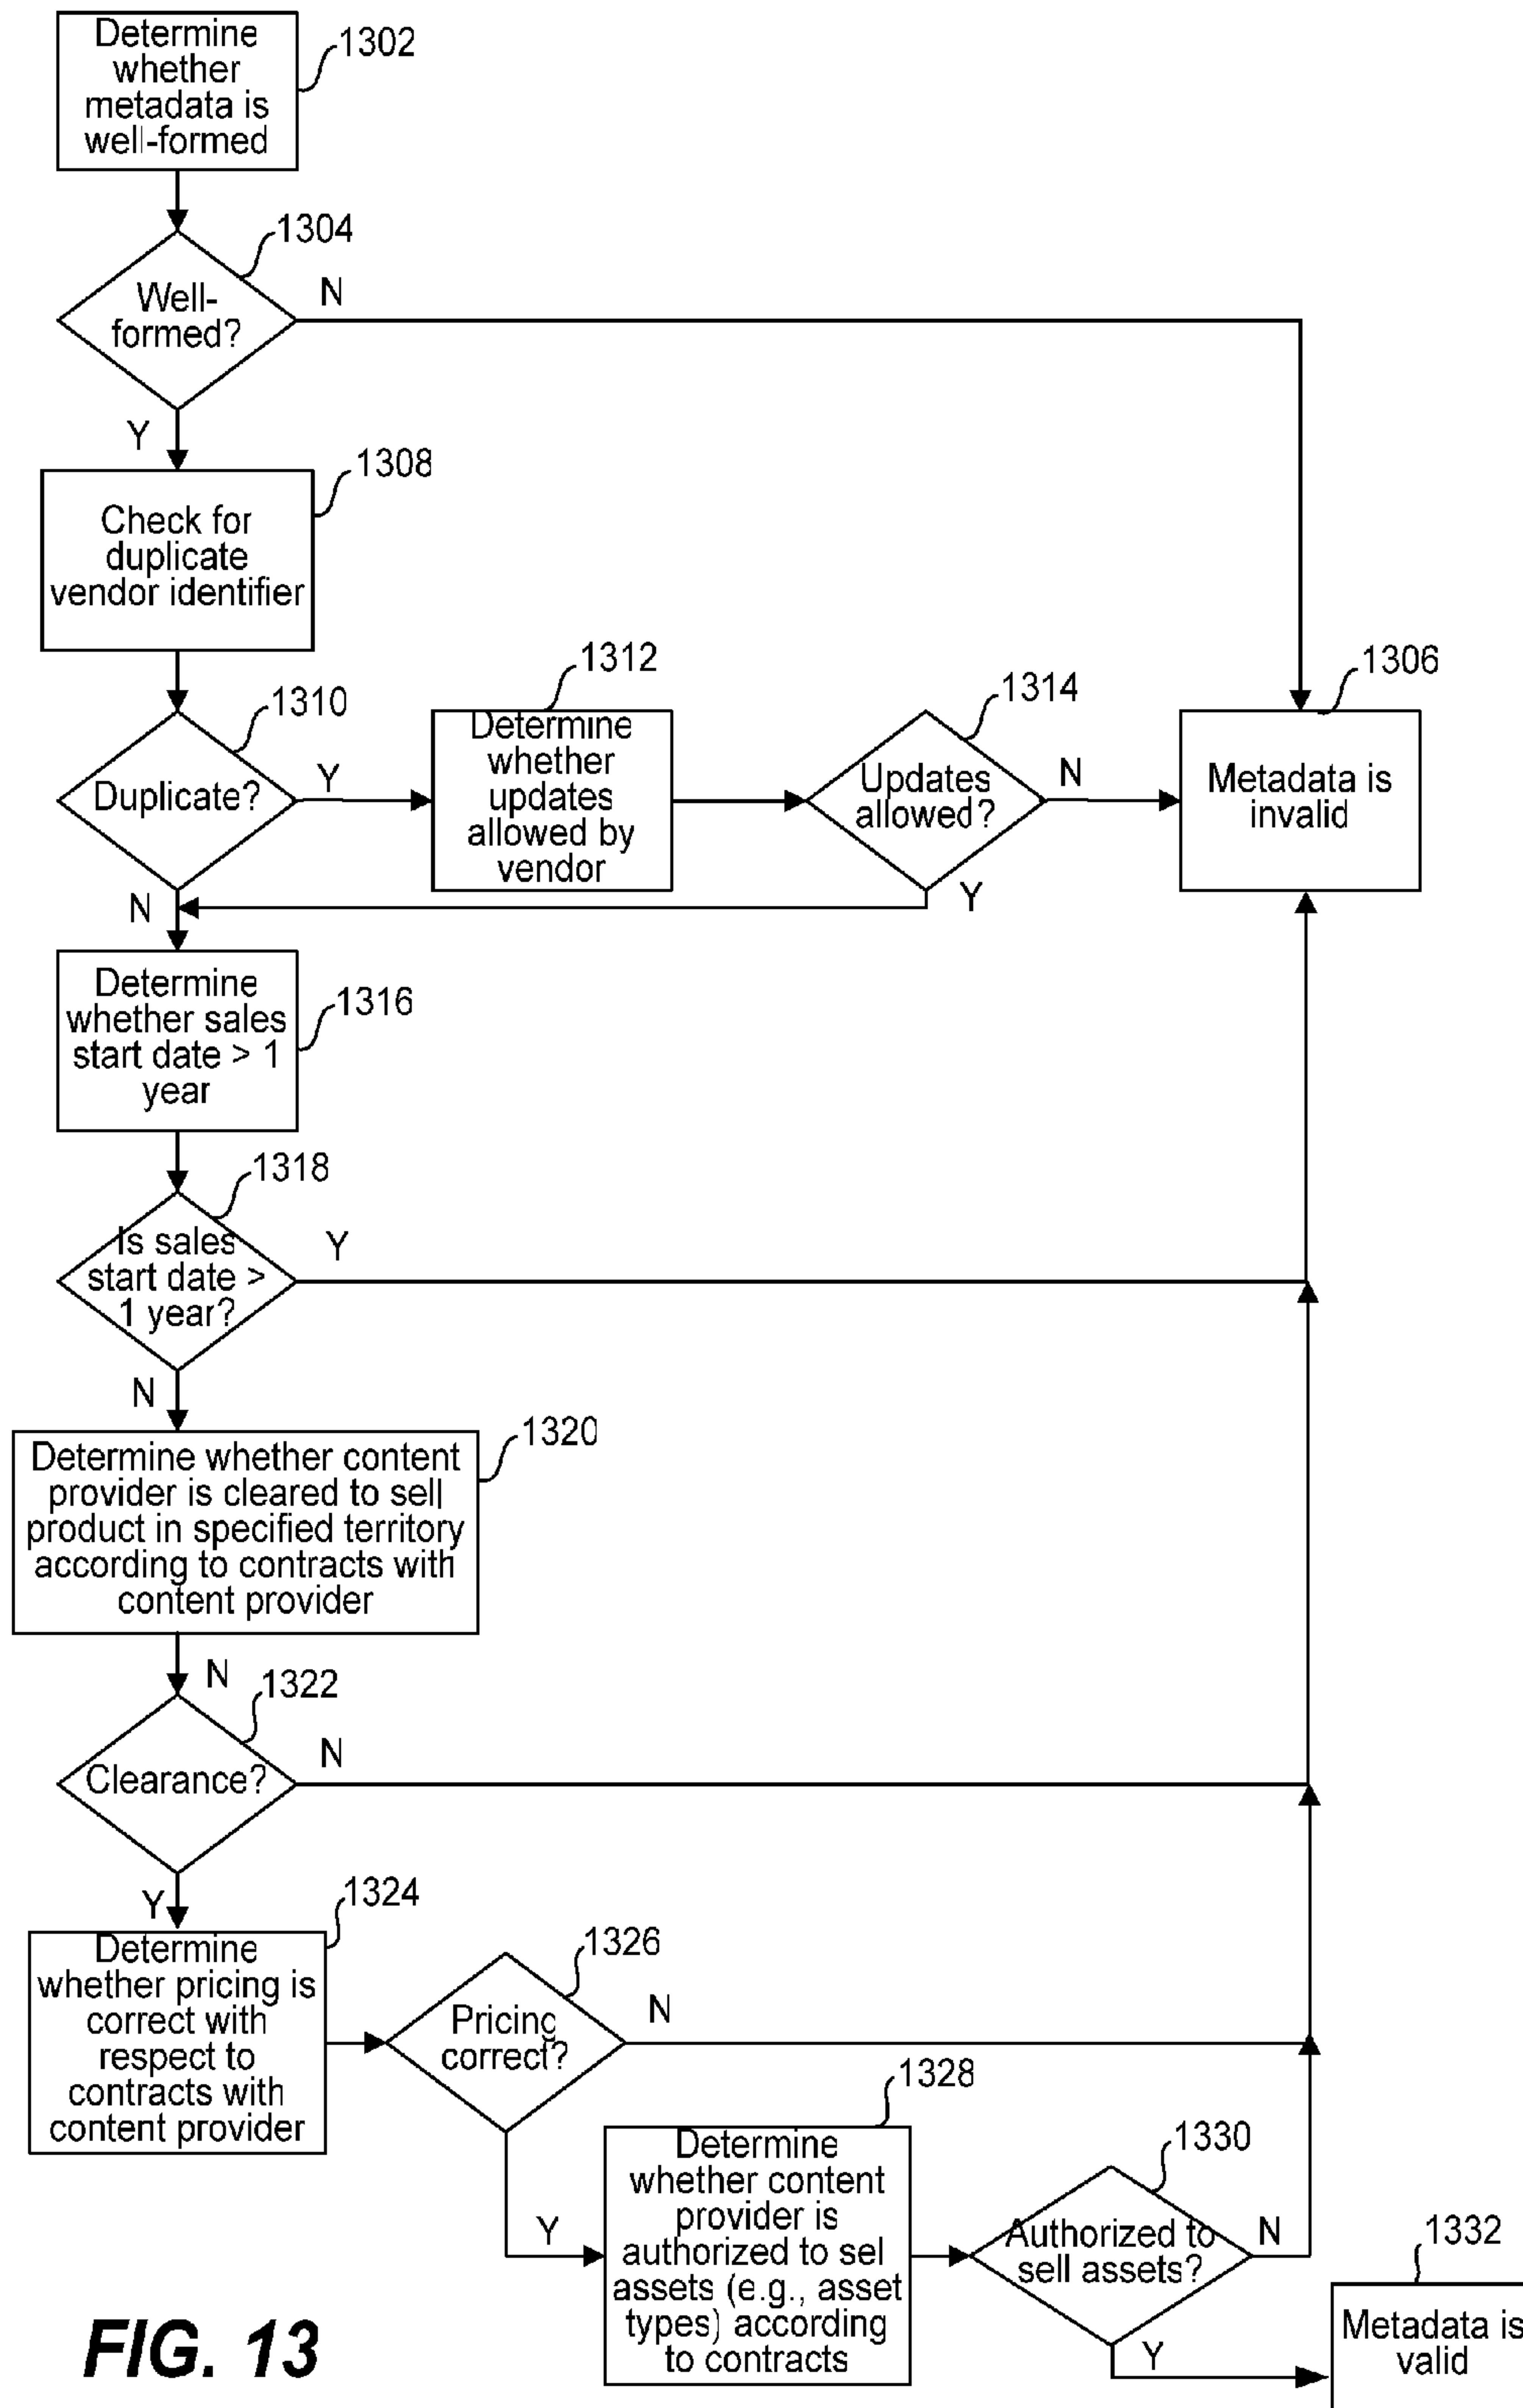 Determine
whether
metadata is
well-formed
1302
1304
Well-
formed?
N
Y
1308
Check for
duplicate
vendor identifier
1310
Duplicate?
Y
N
1312
Determine
whether
updates
allowed by
vendor
1314
Updates
allowed?
N
Y
1306
Metadata is
invalid
Determine
whether sales
start date > 1
year
1316
1318
Is sales
start date >
1 year?
Y
N
1320
Determine whether content
provider is cleared to sell
product in specified territory
according to contracts with
content provider
N
1322
Clearance?
N
Y
1324
Determine
whether pricing is
correct with
respect to
contracts with
content provider
1326
Pricing
correct?
N
Y
1328
Determine
whether content
provider is
authorized to sel
assets (e.g., asset
types) according
to contracts
1330
Authorized to
sell assets?
N
Y
1332
Metadata is
valid
FIG. 13